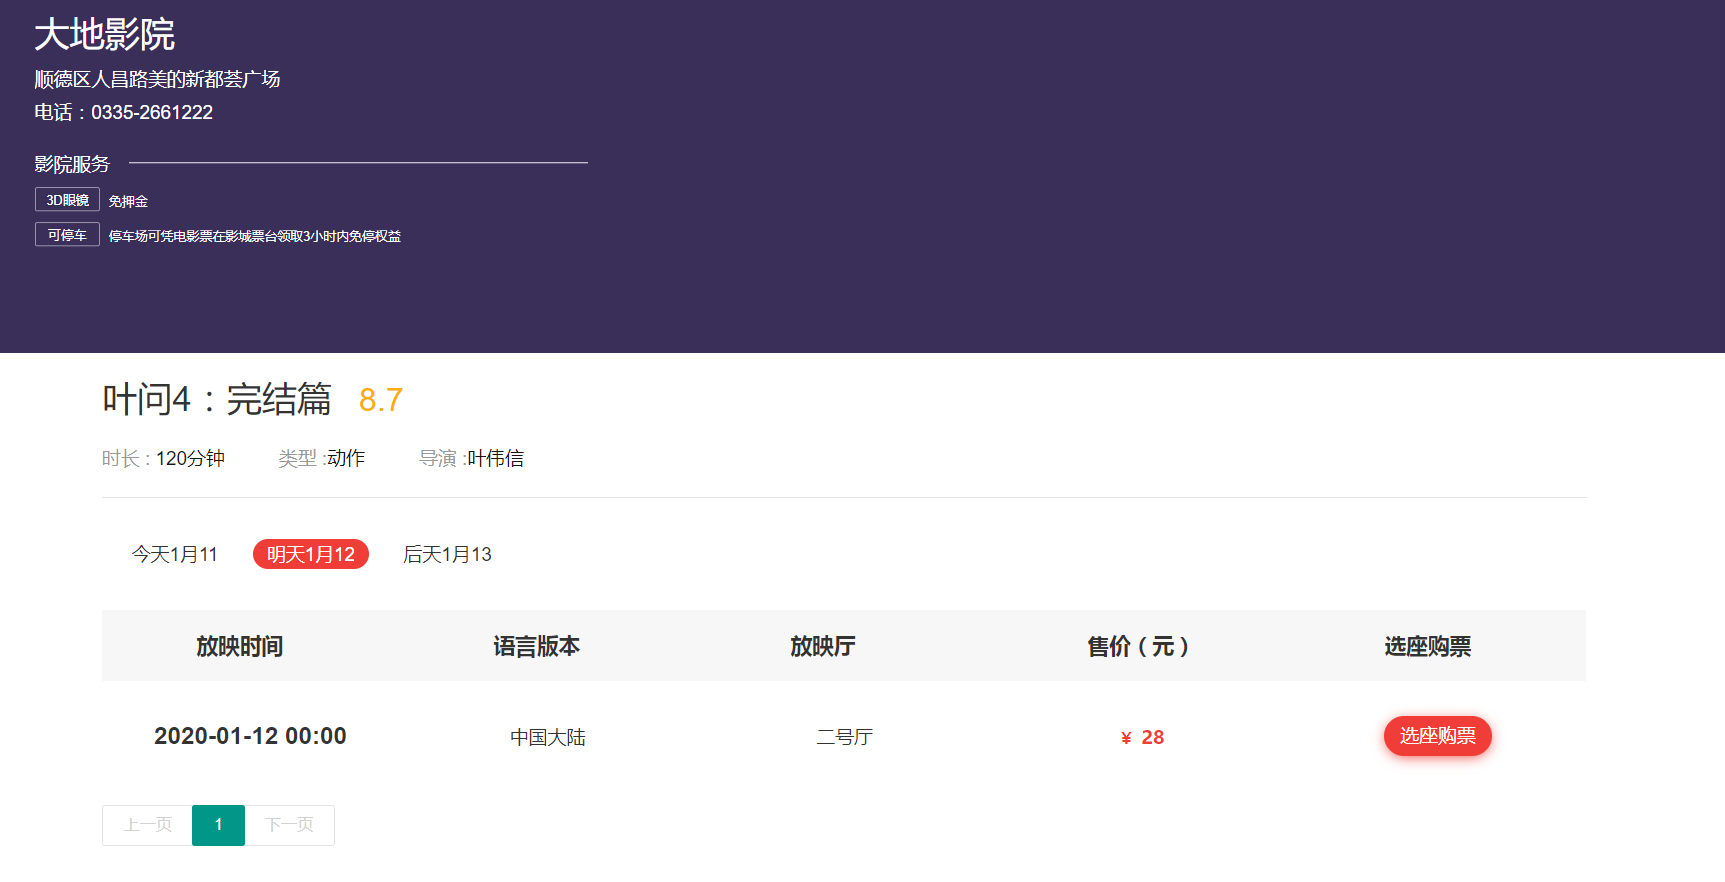 大地影院
顺德区人昌路美的新都荟广场
电话：0335-2661222
影院服务
3D眼镜 免押金
可停车 停车场可凭电影票在影城票台领取3小时内免停权益
叶问4：完结篇 8.7
时长 : 120分钟 类型 :动作 导演 :叶伟信
今天1月11 明天1月12 后天1月13
放映时间 语言版本 放映厅 售价（元） 选座购票
2020-01-12 00:00 中国大陆 二号厅 ¥ 28 选座购票
上一页 1 下一页